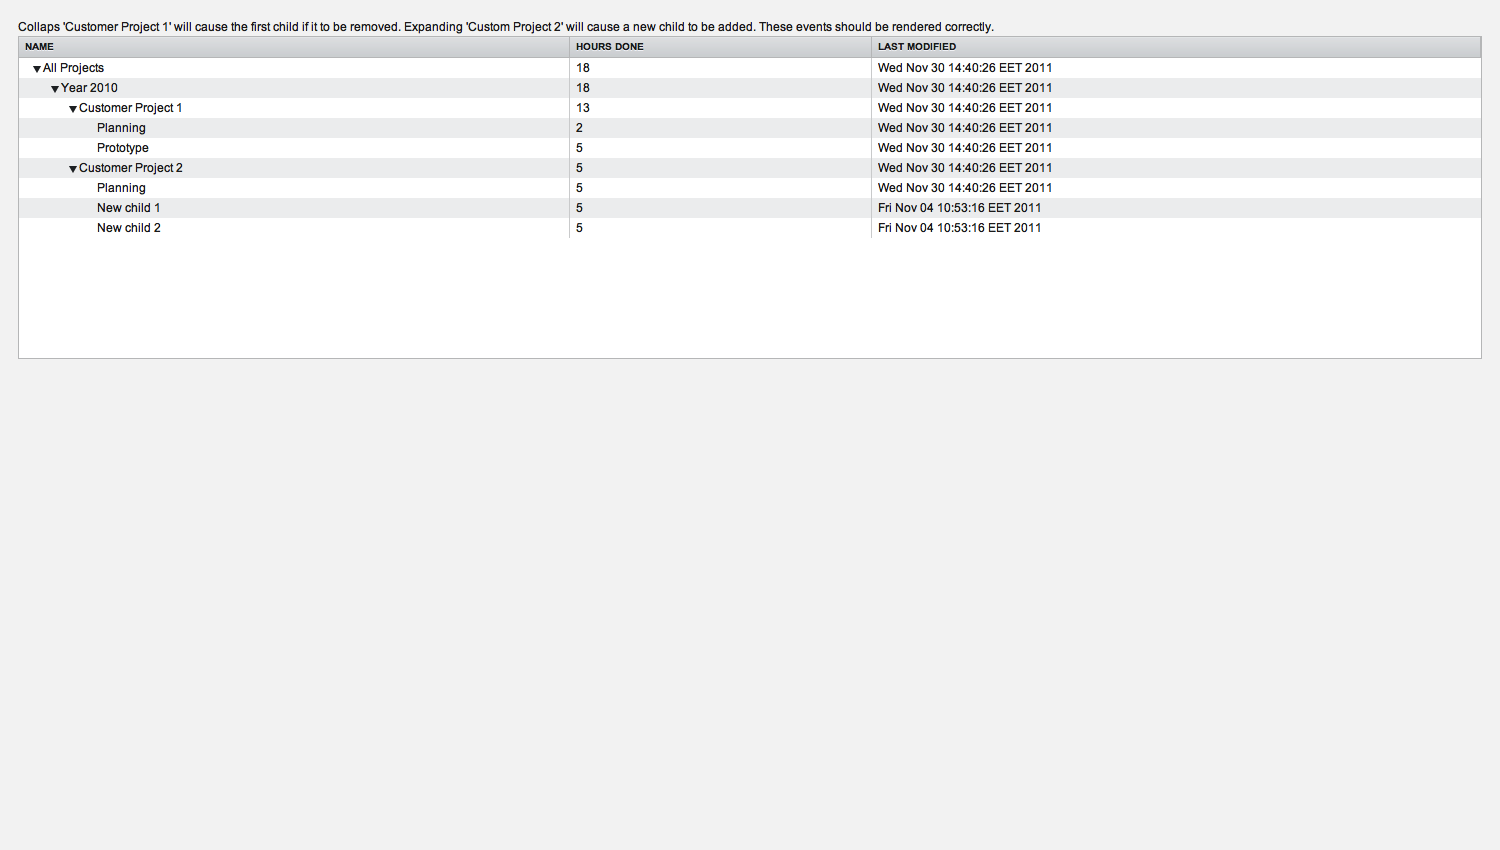 Collaps 'Customer Project 1' will cause the first child if it to be removed. Expanding 'Custom Project 2' will cause a new child to be added. These events should be rendered correctly.
NAME HOURS DONE LAST MODIFIED
All Projects 18 Wed Nov 30 14:40:26 EET 2011
Year 2010 18 Wed Nov 30 14:40:26 EET 2011
Customer Project 1 13 Wed Nov 30 14:40:26 EET 2011
Planning 2 Wed Nov 30 14:40:26 EET 2011
Prototype 5 Wed Nov 30 14:40:26 EET 2011
Customer Project 2 5 Wed Nov 30 14:40:26 EET 2011
Planning 5 Wed Nov 30 14:40:26 EET 2011
New child 1 5 Fri Nov 04 10:53:16 EET 2011
New child 2 5 Fri Nov 04 10:53:16 EET 2011